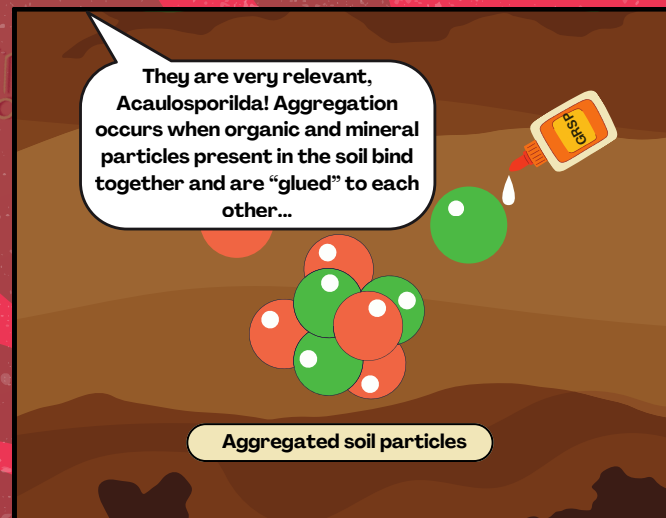 They are very relevant,
Acaulosporilda! Aggregation
occurs when organic and mineral
particles present in the soil bind
together and are “glued” to each
other...
GRSP
Aggregated soil particles